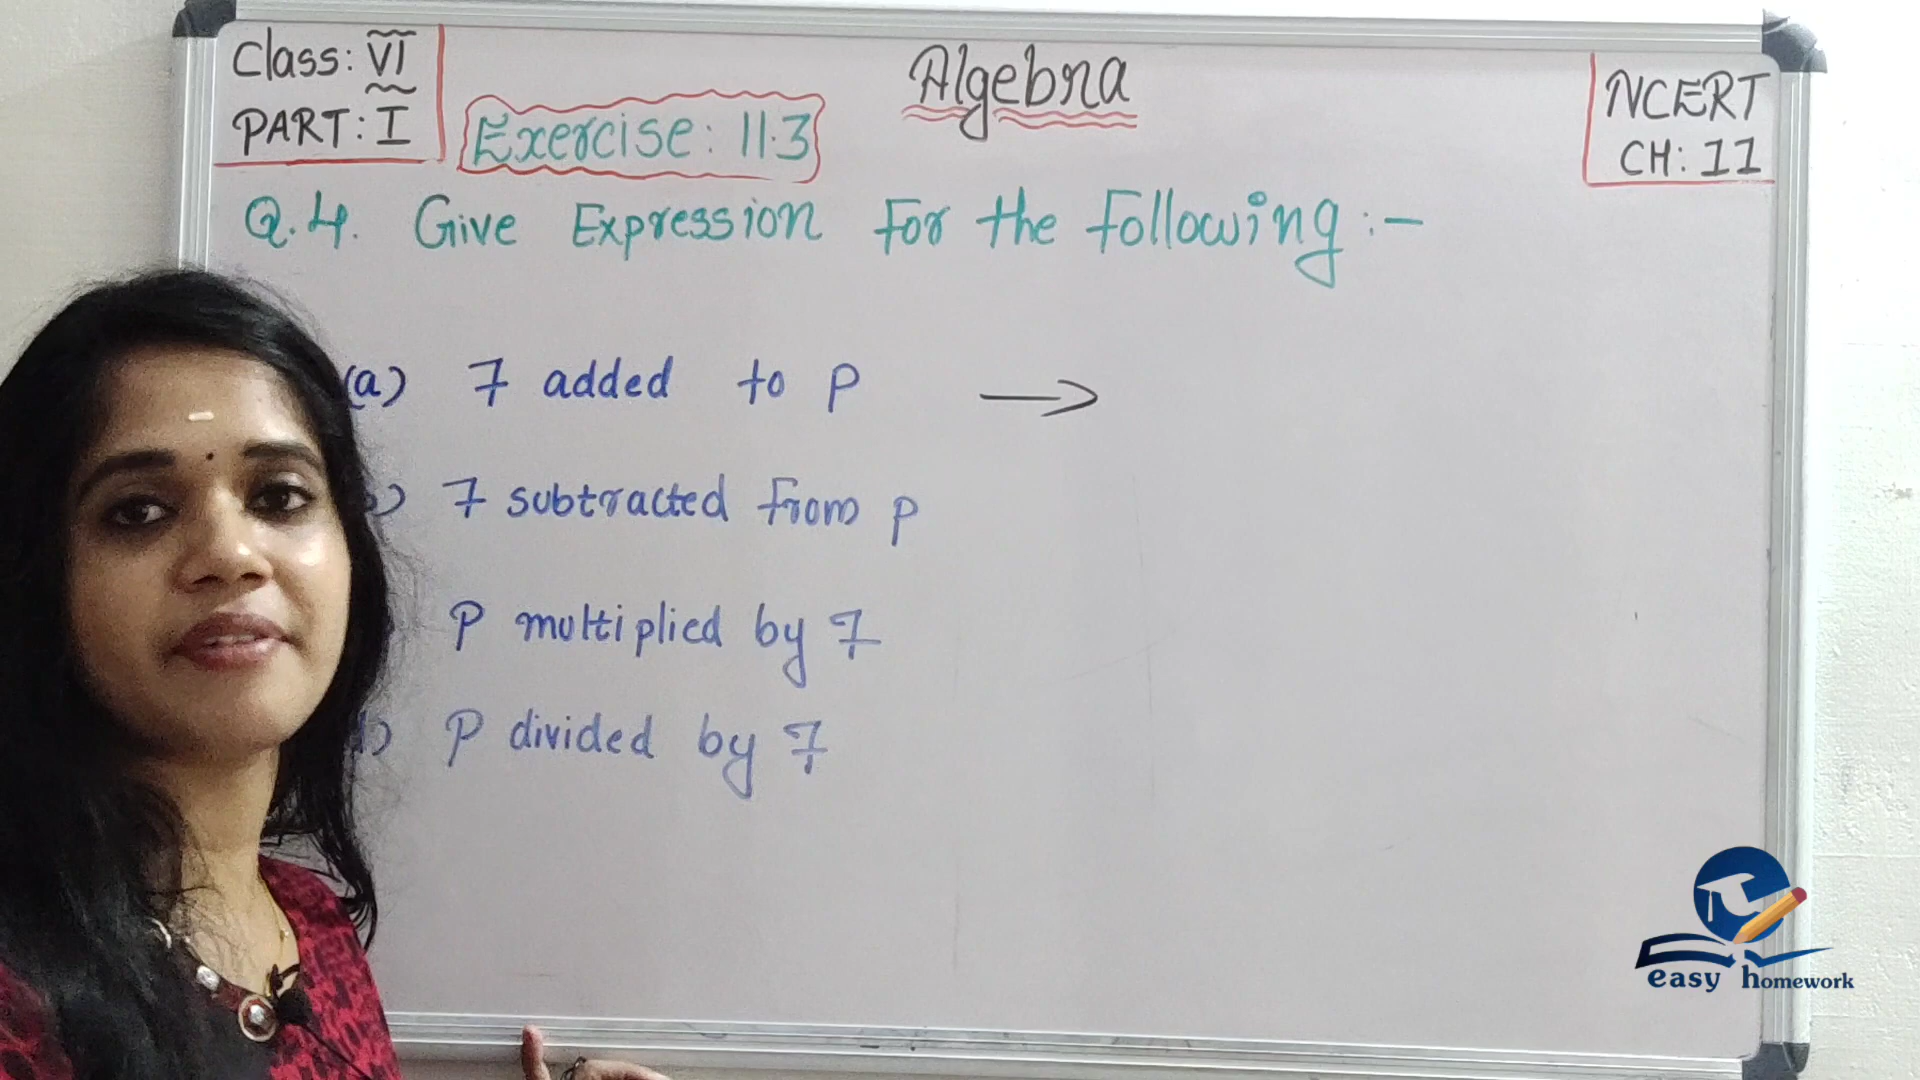 Class: VI
PART: I
Exercise: 11.3
Algebra
NCERT
CH: 11
Q.4. Give Expression For the Following:-
(a) 7 added to p →
b) 7 subtracted from p
P multiplied by 7
d) P divided by 7
easy homework